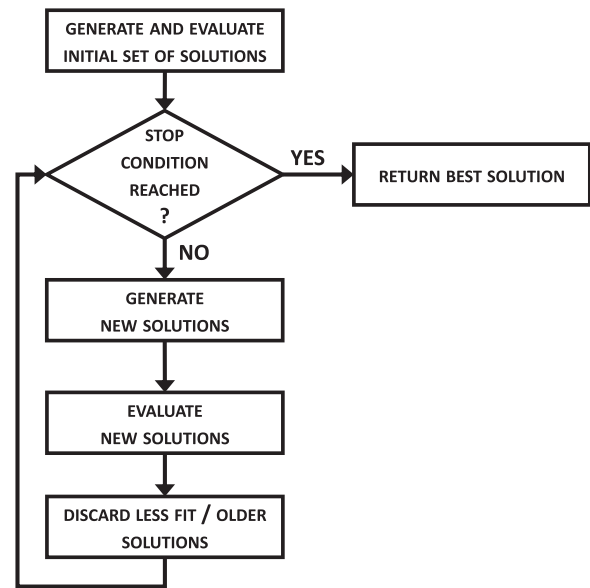 GENERATE AND EVALUATE
INITIAL SET OF SOLUTIONS
STOP
CONDITION
REACHED
?
YES
RETURN BEST SOLUTION
NO
GENERATE
NEW SOLUTIONS
EVALUATE
NEW SOLUTIONS
DISCARD LESS FIT / OLDER
SOLUTIONS